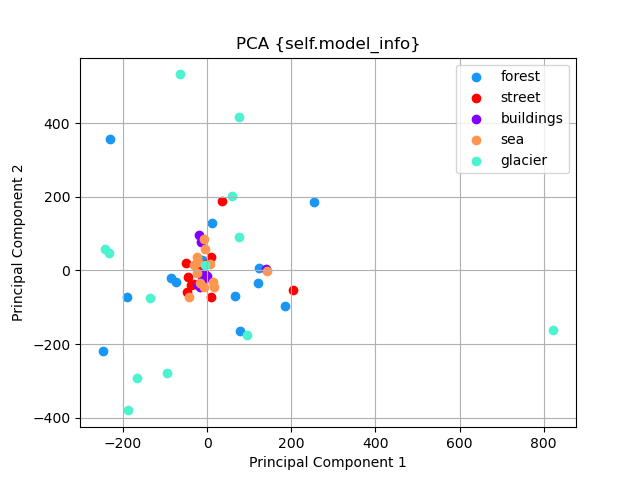 PCA {self.model_info}
forest
street
buildings
sea
glacier
Principal Component 2
400
200
0
−200
−400
−200
0
200
400
600
800
Principal Component 1